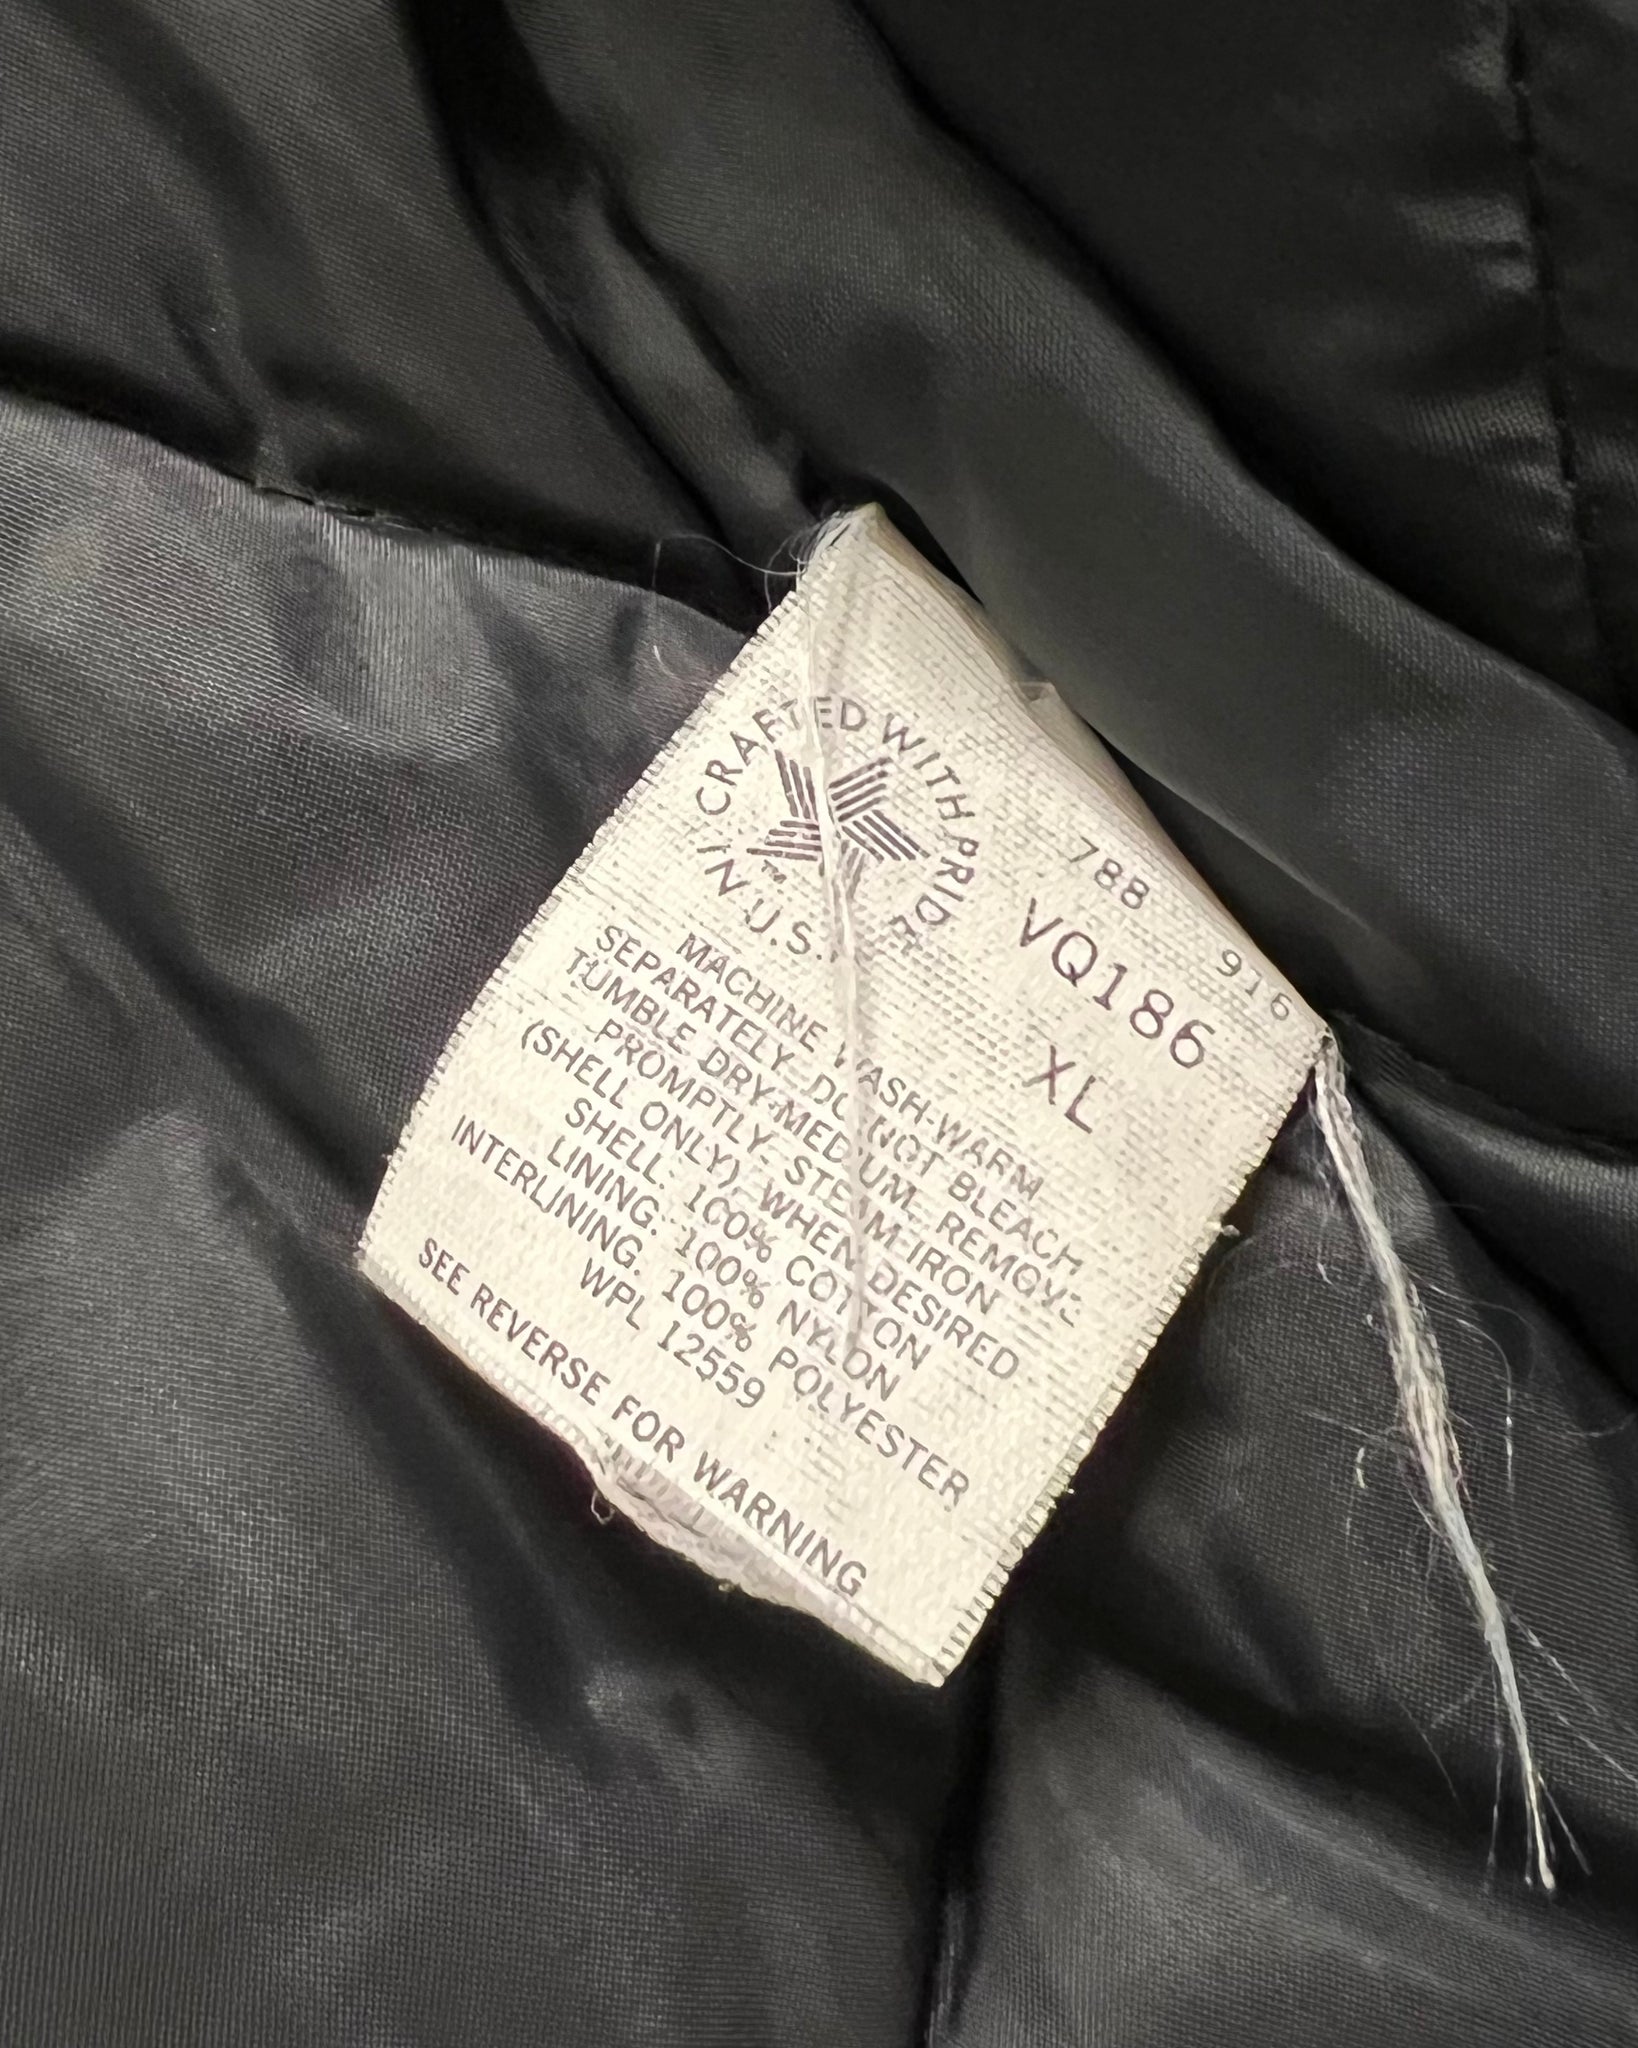 CRAFTED WITH PRIDE
IN U.S.
TM
788 916
VQ186
XL
MACHINE WASH-WARM
SEPARATELY. DO NOT BLEACH
TUMBLE DRY-MEDIUM. REMOVE
PROMPTLY. STEAM IRON
(SHELL ONLY), WHEN DESIRED
SHELL: 100% COTTON
LINING: 100% NYLON
INTERLINING: 100% POLYESTER
WPL 12559
SEE REVERSE FOR WARNING